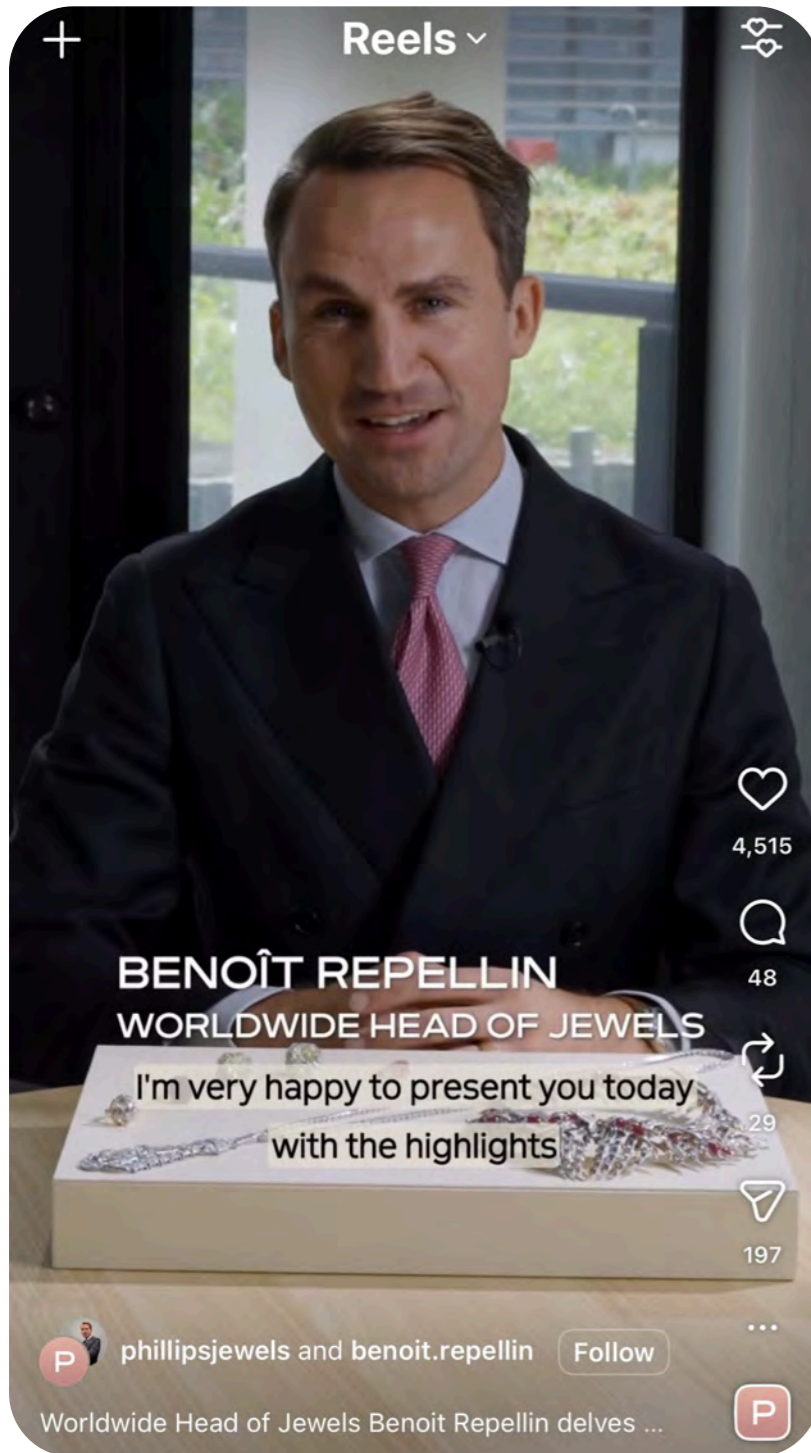 Reels
4,515
BENOÎT REPELLIN
48
WORLDWIDE HEAD OF JEWELS
I'm very happy to present you today
29
with the highlights
197
phillipsjewels and benoit.repellin
Follow
P
Worldwide Head of Jewels Benoit Repellin delves ...
P